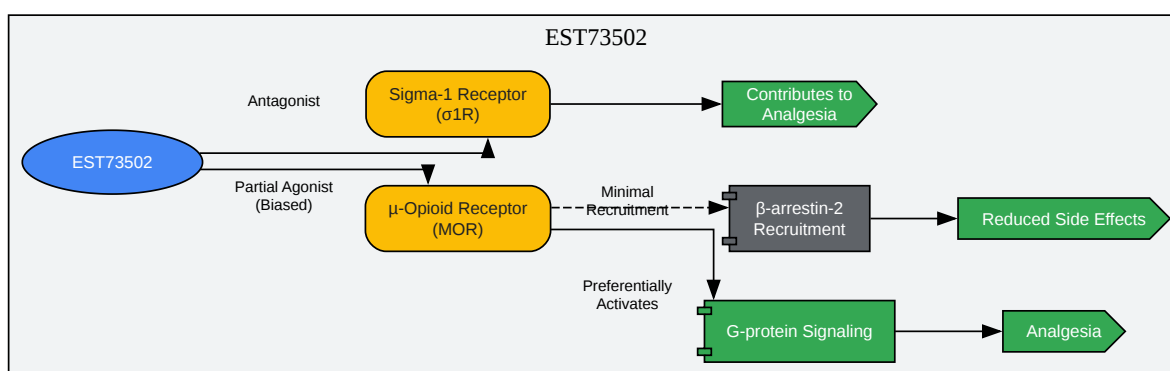 EST73502
Antagonist
Sigma-1 Receptor
(σ1R)
Contributes to
Analgesia
EST73502
Partial Agonist
(Biased)
µ-Opioid Receptor
(MOR)
Minimal
Recruitment
β-arrestin-2
Recruitment
Reduced Side Effects
Preferentially
Activates
G-protein Signaling
Analgesia